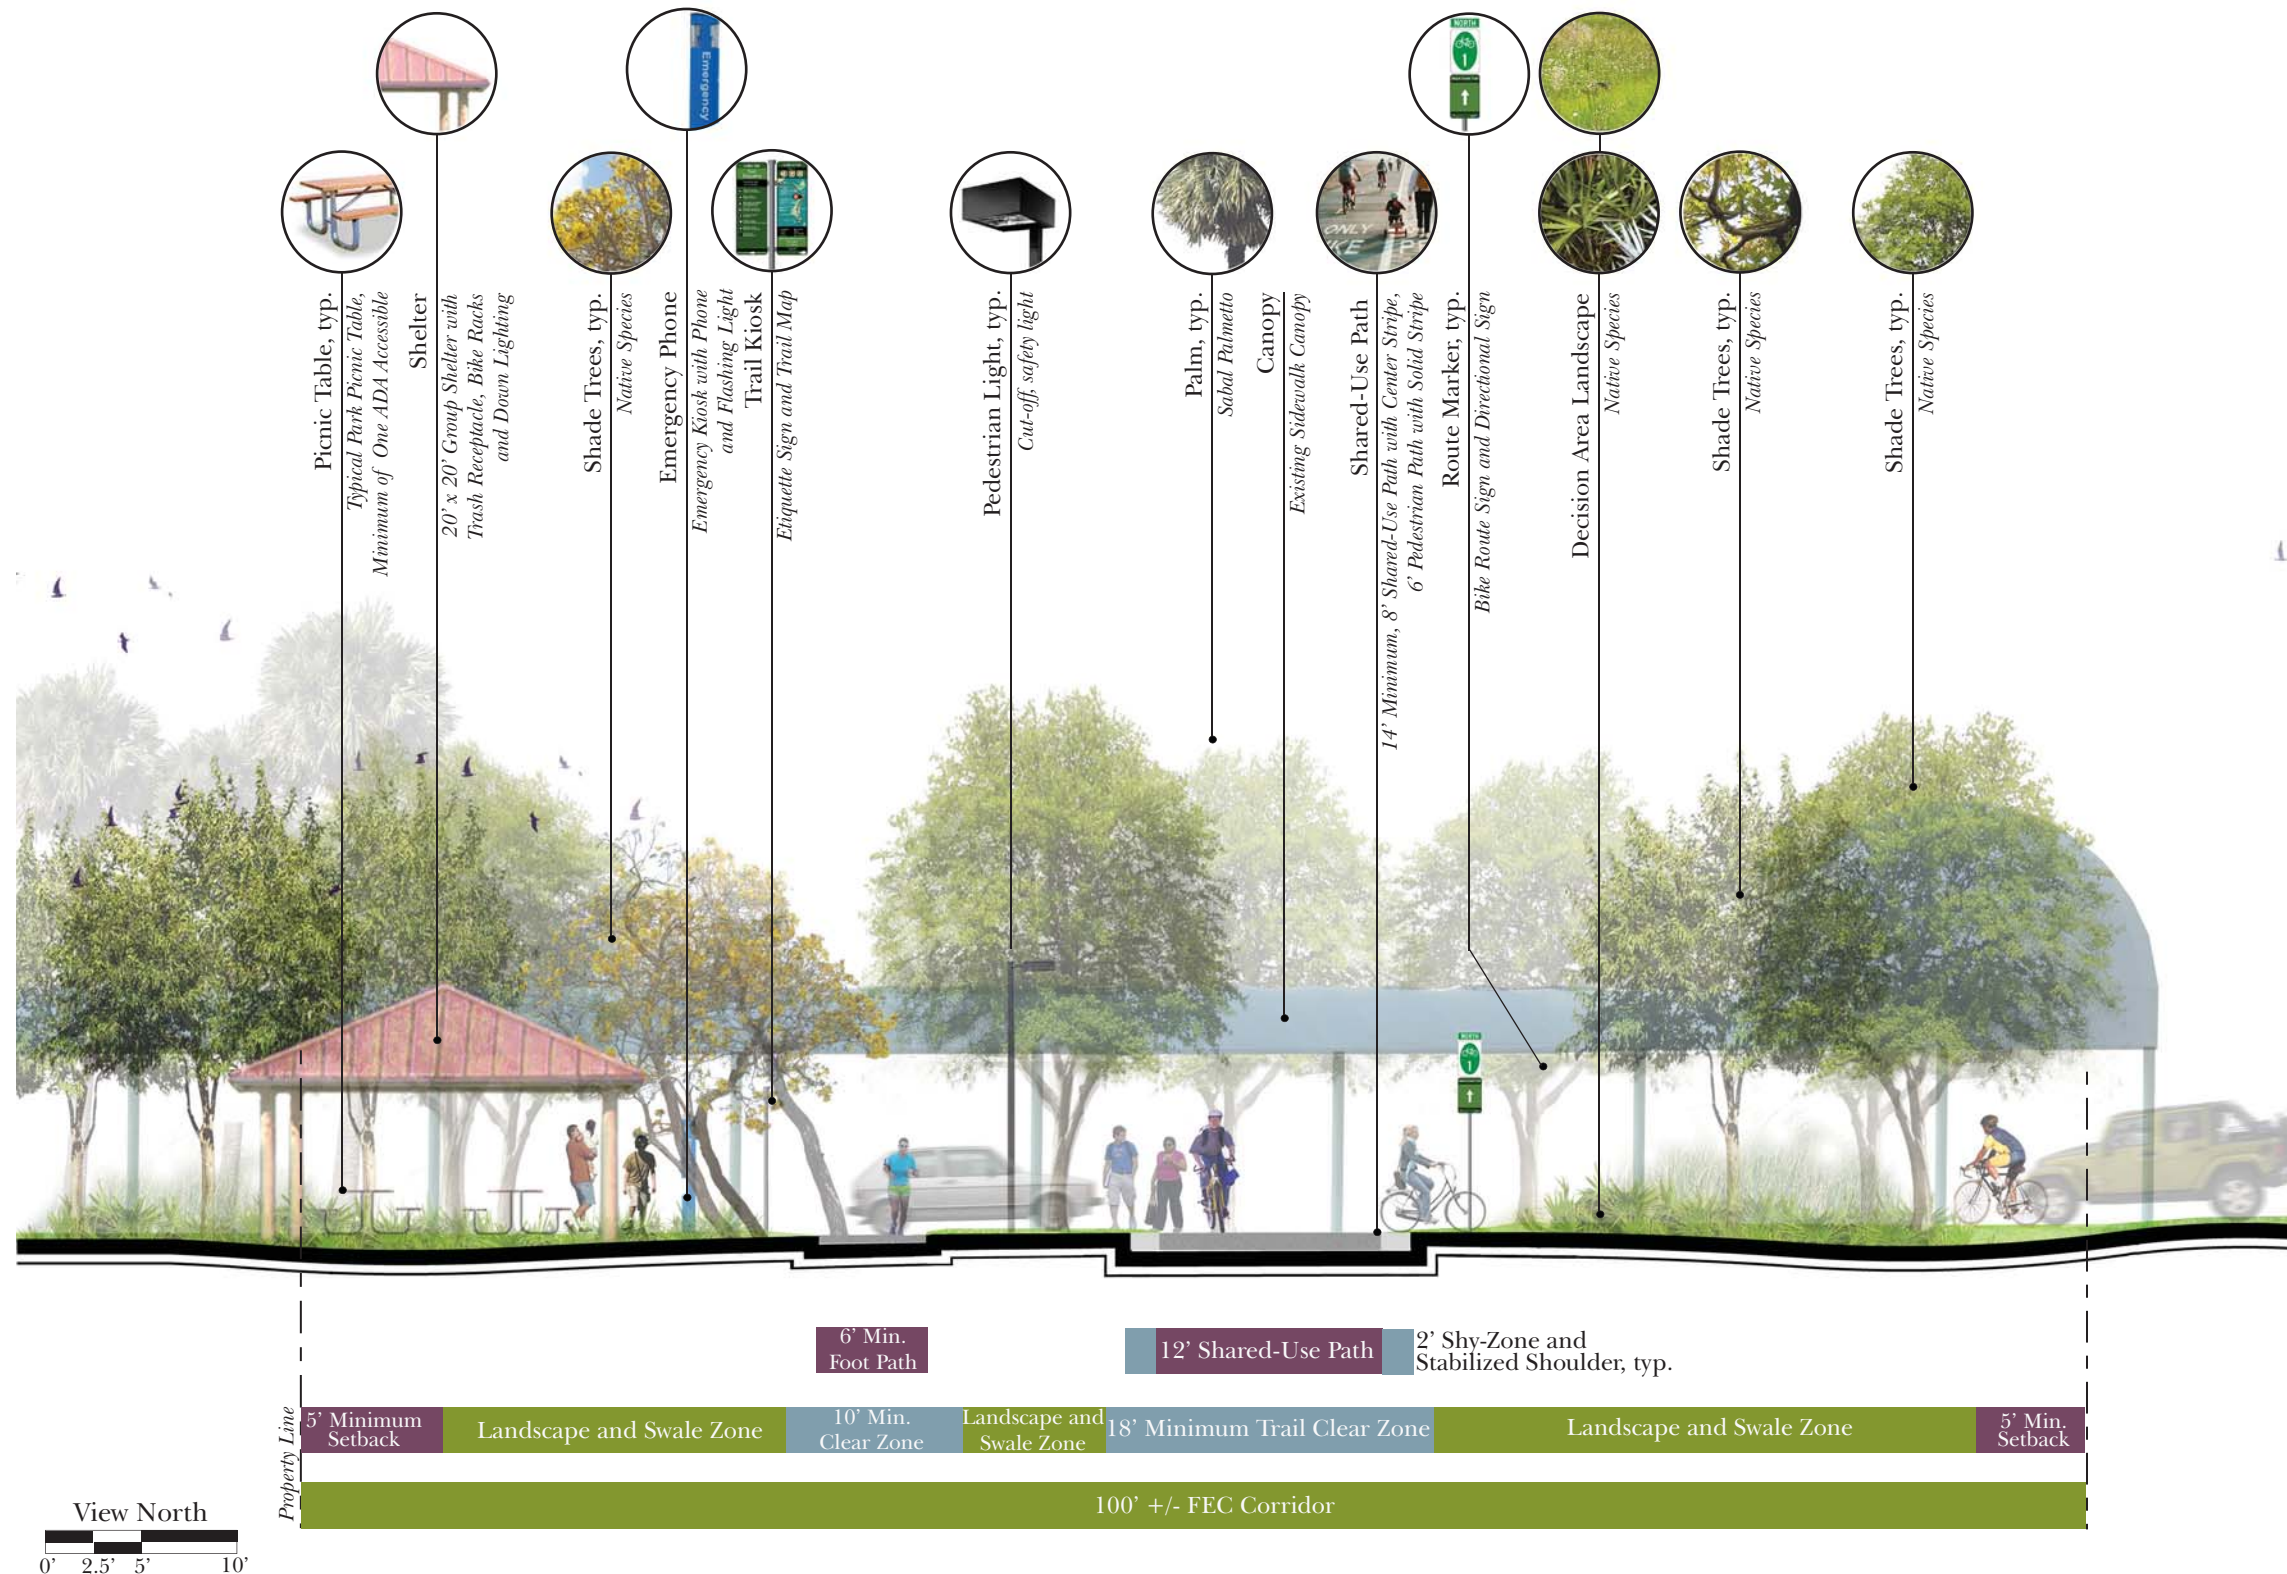 NORTH
1
Emergency
ONLY
Picnic Table, typ.
Typical Park Picnic Table,
Minimum of One ADA Accessible
Shelter
20’ x 20’ Group Shelter with
Trash Receptacle, Bike Racks
and Down Lighting
Shade Trees, typ.
Native Species
Emergency Phone
Emergency Kiosk with Phone
and Flashing Light
Trail Kiosk
Etiquette Sign and Trail Map
Pedestrian Light, typ.
Cut-off, safety light
Palm, typ.
Sabal Palmetto
Canopy
Existing Sidewalk Canopy
Shared-Use Path
14’ Minimum, 8’ Shared-Use Path with Center Stripe,
6’ Pedestrian Path with Solid Stripe
Route Marker, typ.
Bike Route Sign and Directional Sign
Decision Area Landscape
Native Species
Shade Trees, typ.
Native Species
Shade Trees, typ.
Native Species
NORTH
1
6’ Min.
Foot Path
12’ Shared-Use Path
2’ Shy-Zone and
Stabilized Shoulder, typ.
Property Line
5’ Minimum
Setback
Landscape and Swale Zone
10’ Min.
Clear Zone
Landscape and
Swale Zone
18’ Minimum Trail Clear Zone
Landscape and Swale Zone
5’ Min.
Setback
100’ +/- FEC Corridor
View North
0’ 2.5’ 5’ 10’